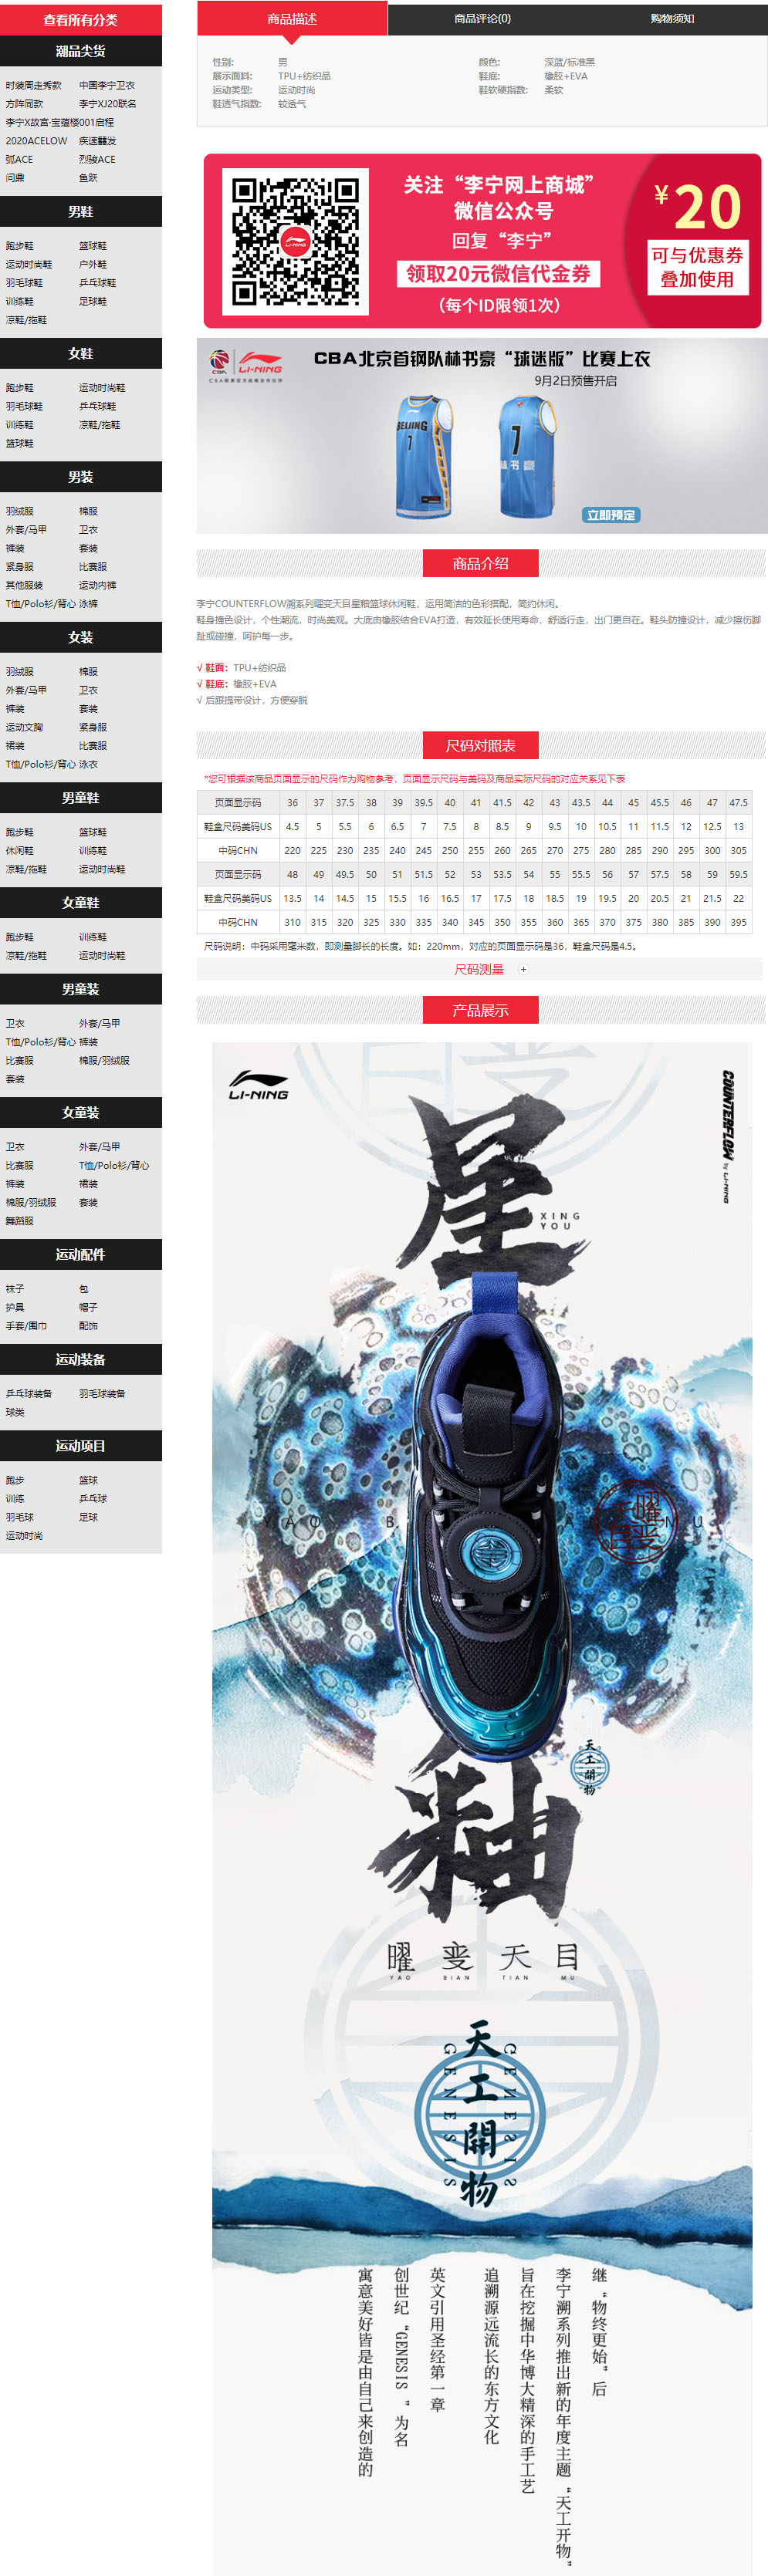 查看所有分类
潮品尖货
时装周走秀款 中国李宁卫衣
方阵同款 李宁XJ20联名
李宁X故宫·宝蕴楼001启程
2020ACELOW 疾速䨻发
弧ACE 烈骏ACE
问鼎 鱼跃
男鞋
跑步鞋 篮球鞋
运动时尚鞋 户外鞋
羽毛球鞋 乒乓球鞋
训练鞋 足球鞋
凉鞋/拖鞋
女鞋
跑步鞋 运动时尚鞋
羽毛球鞋 乒乓球鞋
训练鞋 凉鞋/拖鞋
篮球鞋
男装
羽绒服 棉服
外套/马甲 卫衣
裤装 套装
紧身服 比赛服
其他服装 运动内裤
T恤/Polo衫/背心 泳裤
女装
羽绒服 棉服
外套/马甲 卫衣
裤装 套装
运动文胸 紧身服
裙装 比赛服
T恤/Polo衫/背心 泳衣
男童鞋
跑步鞋 篮球鞋
休闲鞋 训练鞋
凉鞋/拖鞋 运动时尚鞋
女童鞋
跑步鞋 训练鞋
凉鞋/拖鞋 运动时尚鞋
男童装
卫衣 外套/马甲
T恤/Polo衫/背心 裤装
比赛服 棉服/羽绒服
套装
女童装
卫衣 外套/马甲
比赛服 T恤/Polo衫/背心
裤装 裙装
棉服/羽绒服 套装
舞蹈服
运动配件
袜子 包
护具 帽子
手套/围巾 配饰
运动装备
乒乓球装备 羽毛球装备
球类
运动项目
跑步 篮球
训练 乒乓球
羽毛球 足球
运动时尚
商品描述 商品评论(0) 购物须知
性别: 男 颜色: 深蓝/标准黑
展示面料: TPU+纺织品 鞋底: 橡胶+EVA
运动类型: 运动时尚 鞋软硬指数: 柔软
鞋透气指数: 较透气
关注“李宁网上商城”
微信公众号
回复“李宁”
领取20元微信代金券
（每个ID限领1次）
¥20
可与优惠券
叠加使用
CBA LI-NING
CBA联赛官方战略合作伙伴
CBA北京首钢队林书豪“球迷版”比赛上衣
9月2日预售开启
BEIJING
1
林书豪
7
立即预定
商品介绍
李宁COUNTERFLOW溯系列曜变天目星釉篮球休闲鞋，运用简洁的色彩搭配，简约休闲。
鞋身撞色设计，个性潮流，时尚美观。大底由橡胶结合EVA打造，有效延长使用寿命，舒适行走，出门更自在。鞋头防撞设计，减少擦伤脚
趾或碰撞，呵护每一步。
√ 鞋面：TPU+纺织品
√ 鞋底：橡胶+EVA
√ 后跟提带设计，方便穿脱
尺码对照表
*您可根据该商品页面显示的尺码作为购物参考，页面显示尺码与美码及商品实际尺码的对应关系见下表
页面显示码 36 37 37.5 38 39 39.5 40 41 41.5 42 43 43.5 44 45 45.5 46 47 47.5
鞋盒尺码美码US 4.5 5 5.5 6 6.5 7 7.5 8 8.5 9 9.5 10 10.5 11 11.5 12 12.5 13
中码CHN 220 225 230 235 240 245 250 255 260 265 270 275 280 285 290 295 300 305
页面显示码 48 49 49.5 50 51 51.5 52 53 53.5 54 55 55.5 56 57 57.5 58 59 59.5
鞋盒尺码美码US 13.5 14 14.5 15 15.5 16 16.5 17 17.5 18 18.5 19 19.5 20 20.5 21 21.5 22
中码CHN 310 315 320 325 330 335 340 345 350 355 360 365 370 375 380 385 390 395
尺码说明：中码采用毫米数，即测量脚长的长度。如：220mm，对应的页面显示码是36，鞋盒尺码是4.5。
尺码测量 +
产品展示
LI-NING
COUNTERFLOW by LI-NING
星
XING
YOU
曜变天目
天工開物
釉
曜变天目
YAO BIAN TIAN MU
天工開物
GENESIS GENESIS
继“物终更始”后
李宁溯系列推出新的年度主题“天工开物”
旨在挖掘中华博大精深的手工艺
追溯源远流长的东方文化
英文引用圣经第一章
创世纪“GENESIS”为名
寓意美好皆是由自己来创造的